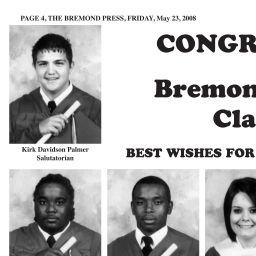 PAGE 4, THE BREMOND PRESS, FRIDAY, May 23, 2008
CONGR
Bremon
Cla
Kirk Davidson Palmer
Salutatorian
BEST WISHES FOR